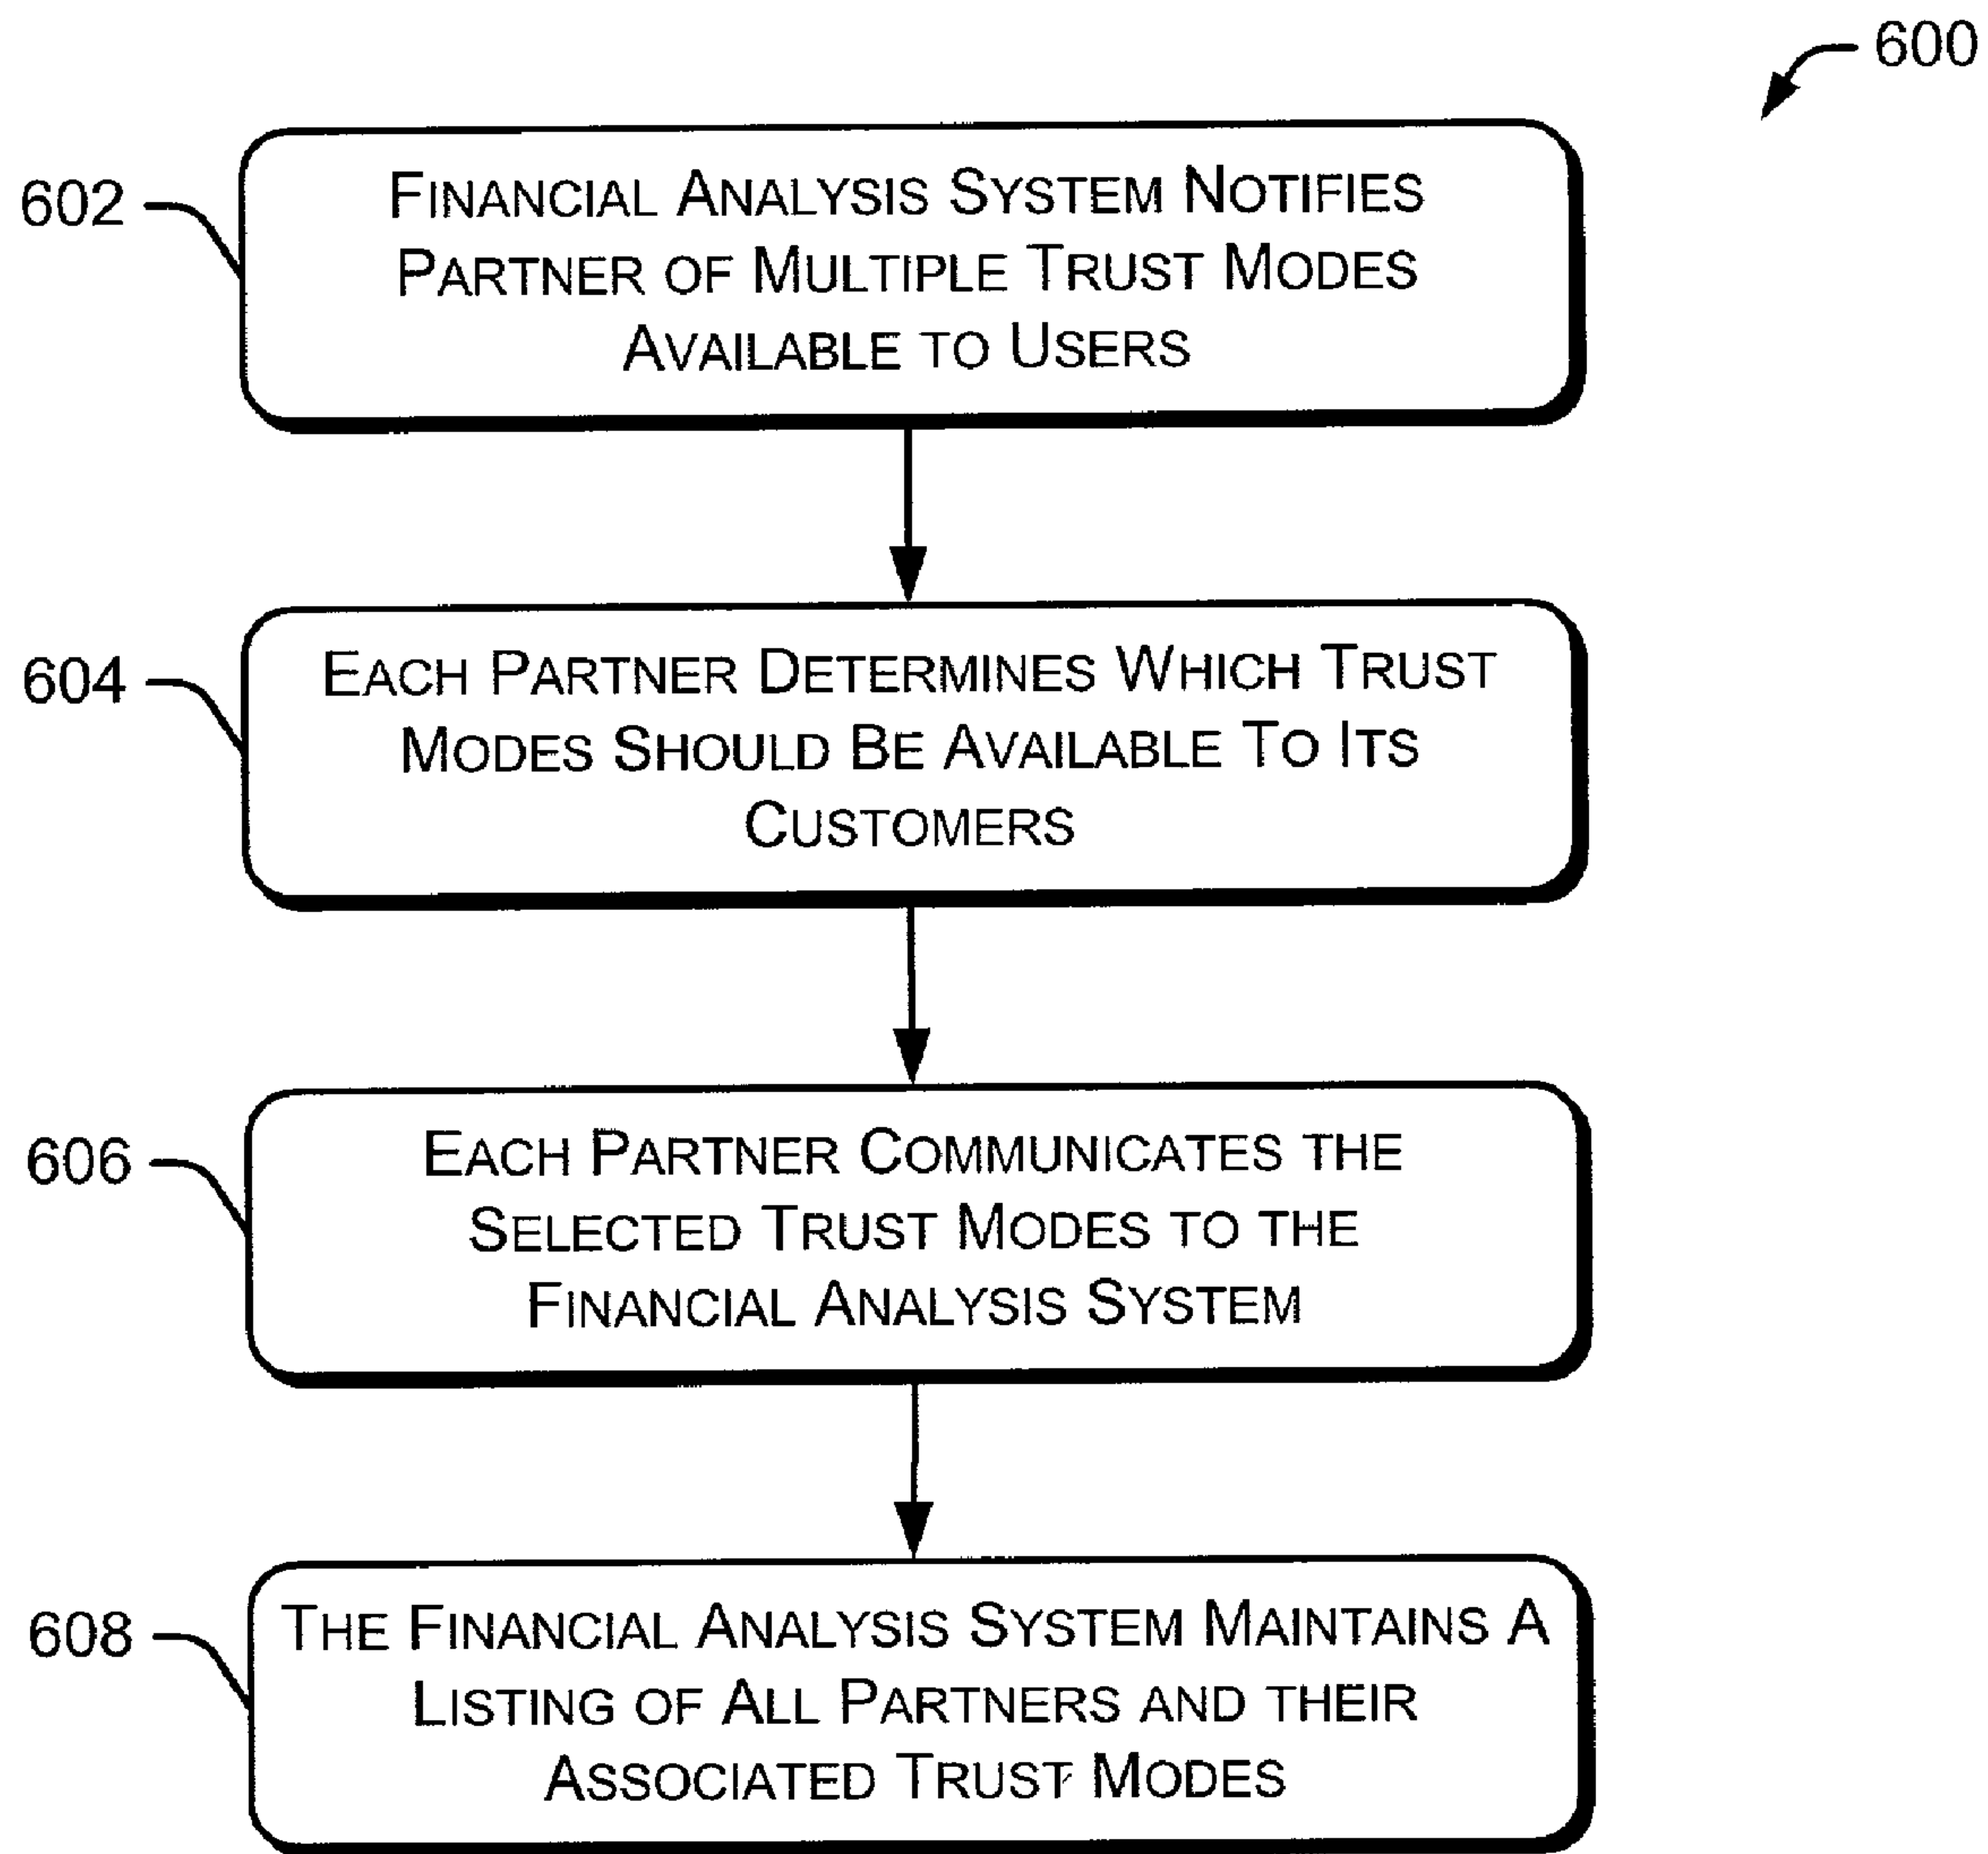 600
602
FINANCIAL ANALYSIS SYSTEM NOTIFIES
PARTNER OF MULTIPLE TRUST MODES
AVAILABLE TO USERS
604
EACH PARTNER DETERMINES WHICH TRUST
MODES SHOULD BE AVAILABLE TO ITS
CUSTOMERS
606
EACH PARTNER COMMUNICATES THE
SELECTED TRUST MODES TO THE
FINANCIAL ANALYSIS SYSTEM
608
THE FINANCIAL ANALYSIS SYSTEM MAINTAINS A
LISTING OF ALL PARTNERS AND THEIR
ASSOCIATED TRUST MODES